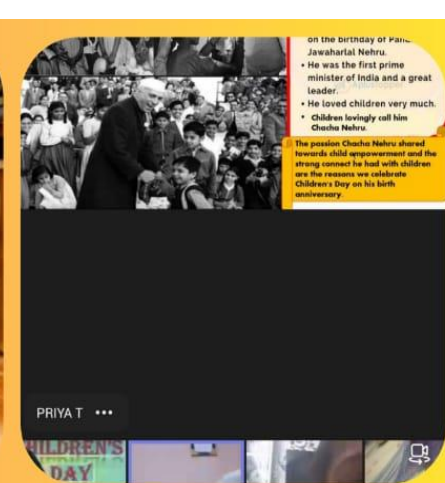 on the birthday of Pandit
Jawaharlal Nehru.
• He was the first prime
minister of India and a great
leader.
• He loved children very much.
• Children lovingly call him
Chacha Nehru.
The passion Chacha Nehru shared
towards child empowerment and the
strong connect he had with children
are the reasons we celebrate
Children's Day on his birth
anniversary.
PRIYA T •••
HILDREN'S
DAY